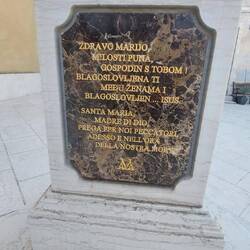 ZDRAVO MARIJO,
MILOSTI PUNA,
GOSPODIN S TOBOM !
BLAGOSLOVLJENA TI
MEĐU ŽENAMA I
BLAGOSLOVLJEN ... ISUS.
SANTA MARIA,
MADRE DI DIO,
PREGA PER NOI PECCATORI,
ADESSO E NELL'ORA
DELLA NOSTRA MORTE